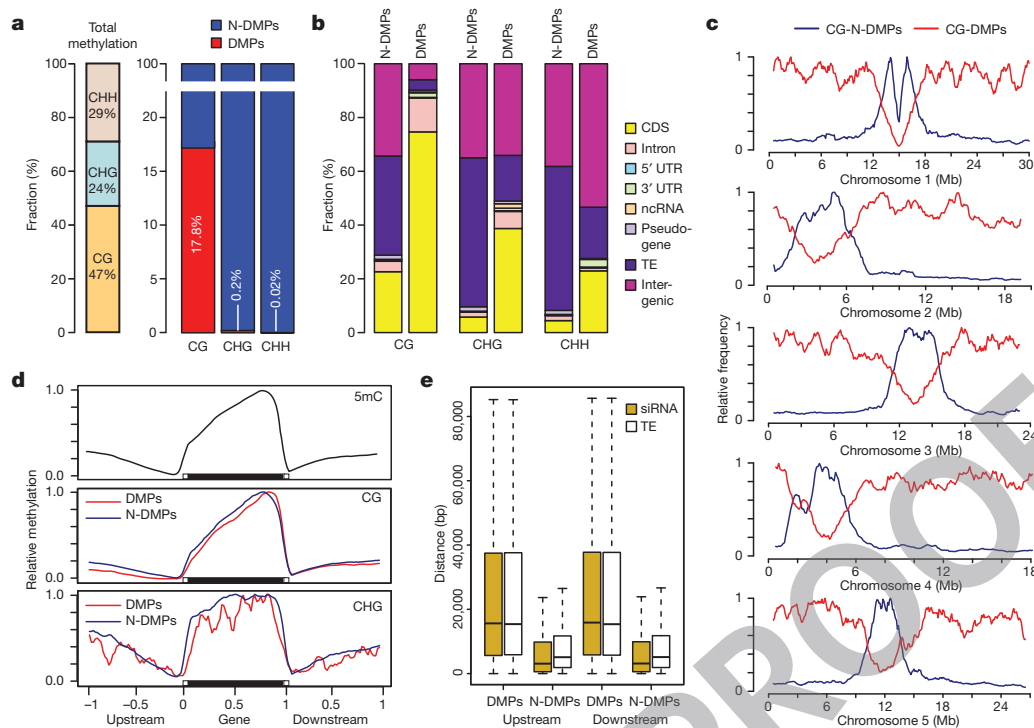 a
Total
methylation
CHH
29%
CHG
24%
CG
47%
Fraction (%)
100
80
60
40
20
0
N-DMPs
DMPs
100
20
15
10
5
0
17.8%
0.2%
0.02%
CG CHG CHH
b
N-DMPs DMPs N-DMPs DMPs N-DMPs DMPs
Fraction (%)
100
80
60
40
20
0
CG CHG CHH
CDS
Intron
5′ UTR
3′ UTR
ncRNA
Pseudo-
gene
TE
Inter-
genic
c
CG-N-DMPs CG-DMPs
Relative frequency
1
0
0 6 12 18 24 30
Chromosome 1 (Mb)
1
0
0 6 12 18
Chromosome 2 (Mb)
1
0
0 6 12 18 24
Chromosome 3 (Mb)
1
0
0 6 12 18
Chromosome 4 (Mb)
1
0
0 6 12 18 24
Chromosome 5 (Mb)
d
Relative methylation
1.0
0.0
5mC
1.0
0.0
DMPs
N-DMPs
CG
1.0
0.0
DMPs
N-DMPs
CHG
−1 0 0.5 1 0 1
Upstream Gene Downstream
e
Distance (bp)
80,000
60,000
40,000
20,000
0
siRNA
TE
DMPs N-DMPs DMPs N-DMPs
Upstream Downstream
PROOF